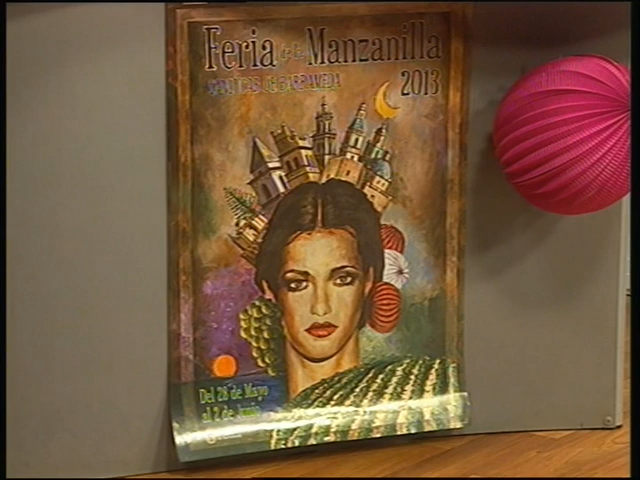 Feria de la Manzanilla
SANLÚCAR DE BARRAMEDA
2013
Del 28 de Mayo
al 2 de Junio